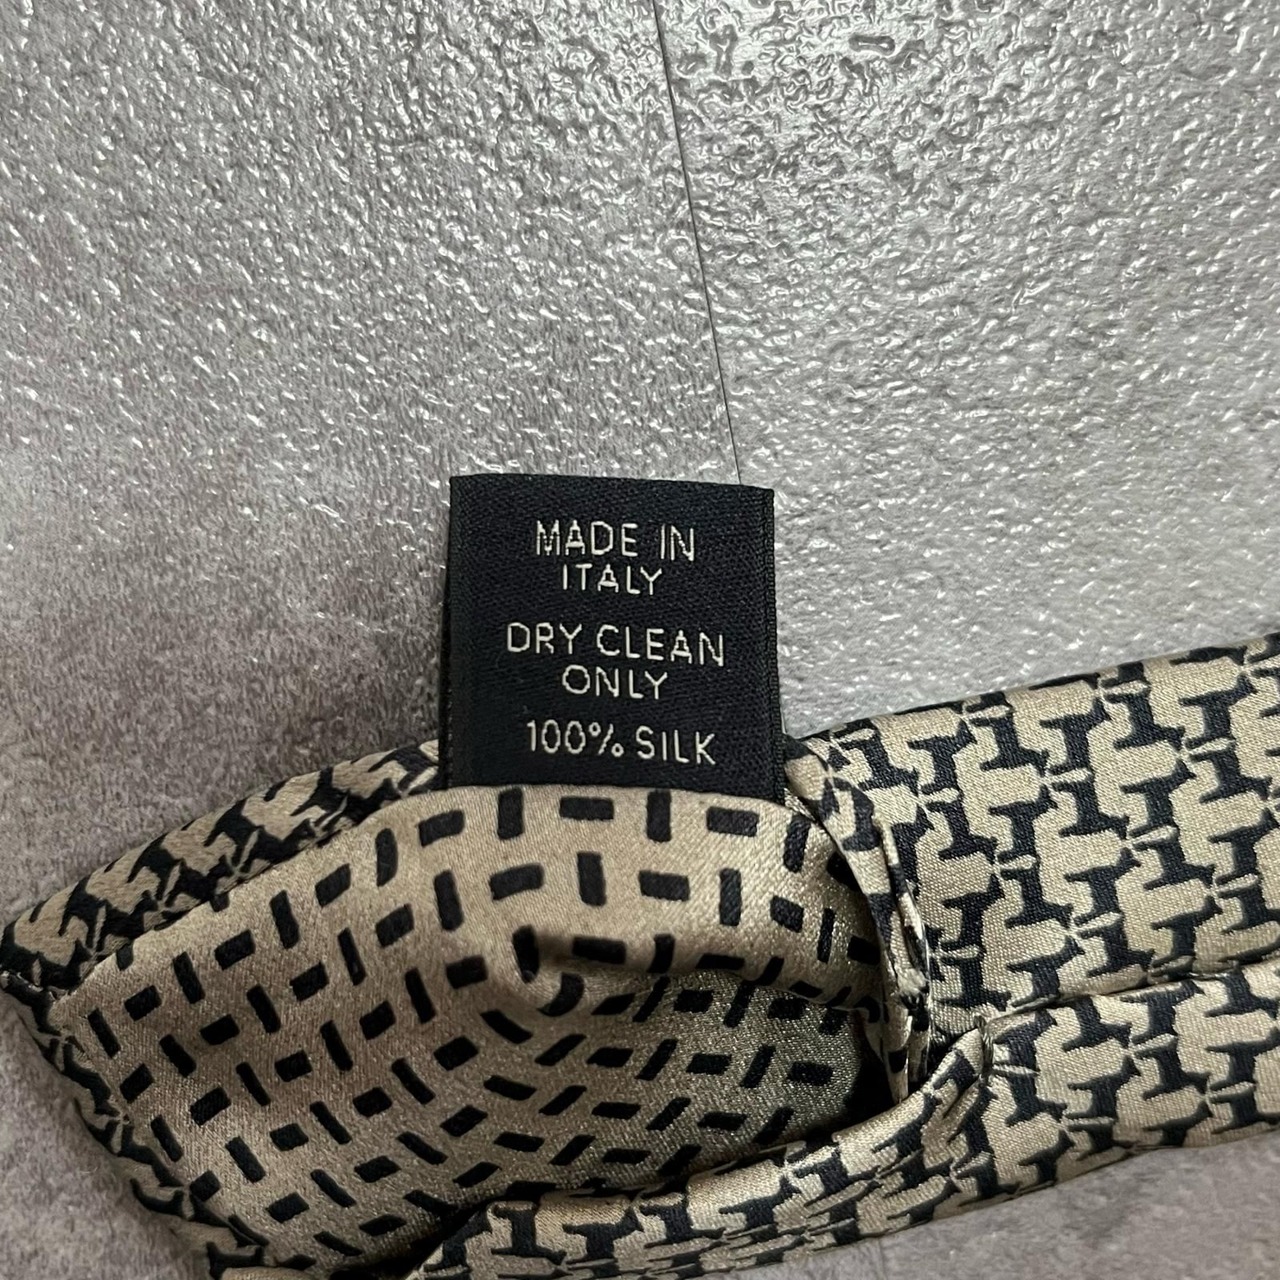 MADE IN
ITALY
DRY CLEAN
ONLY
100% SILK